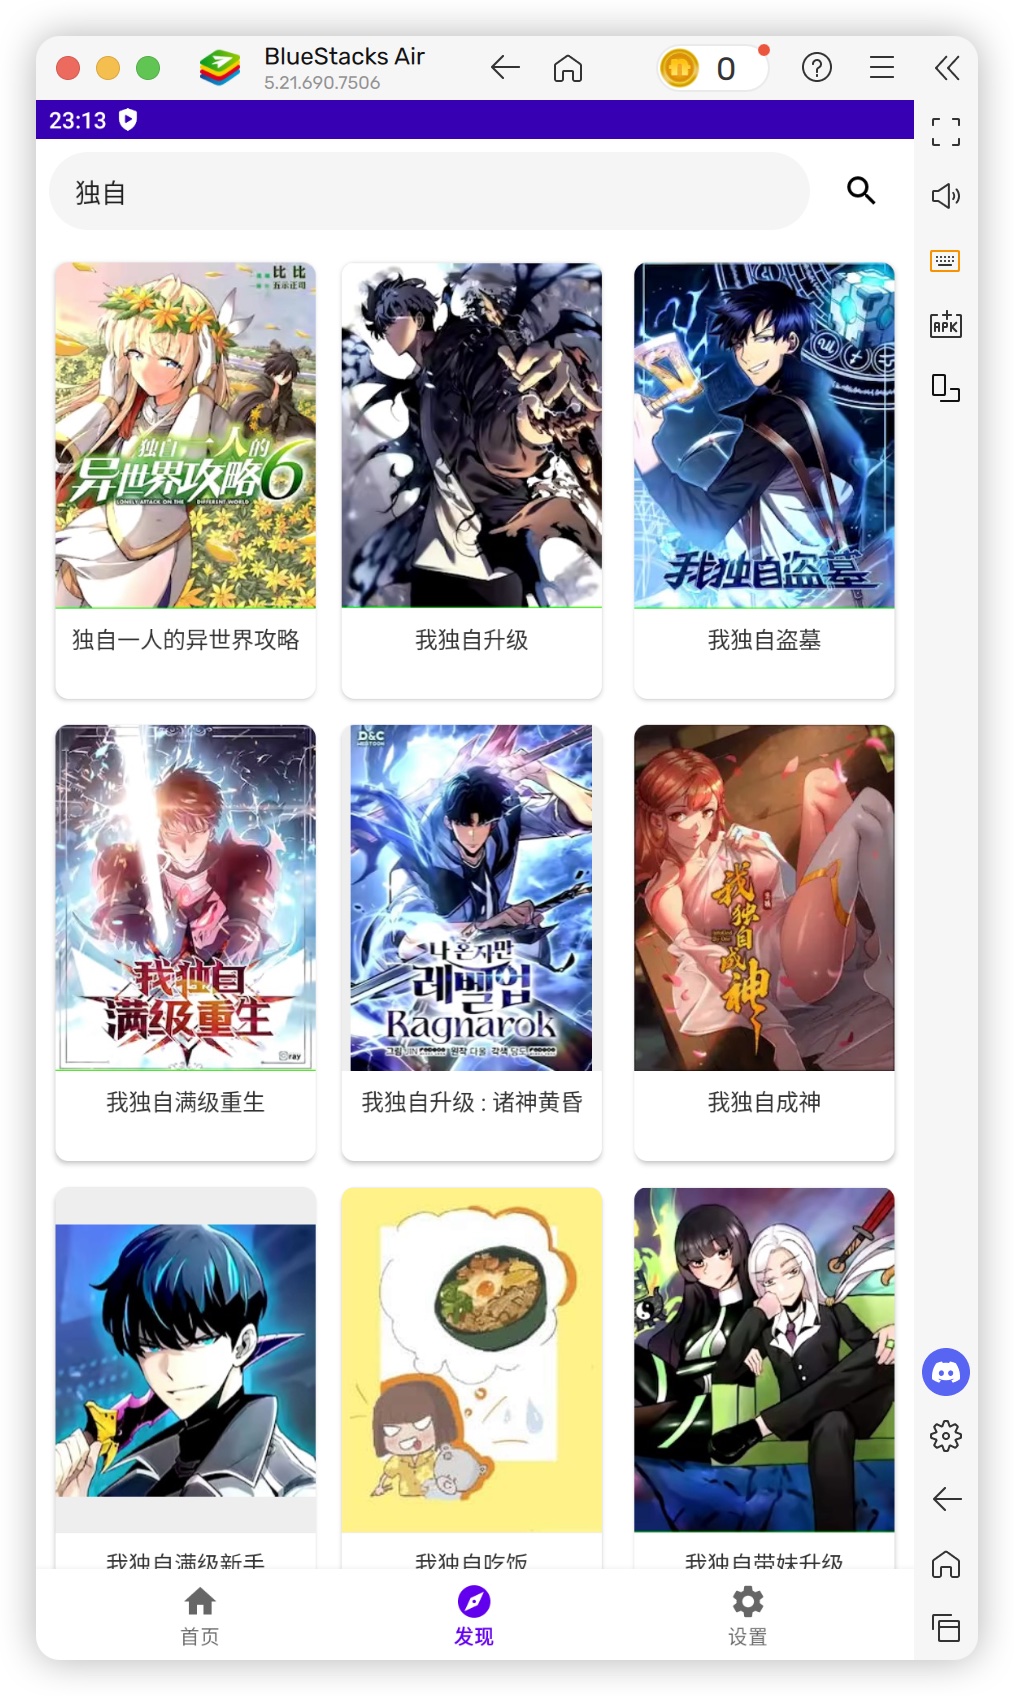 BlueStacks Air
5.21.690.7506
0
23:13
独自
APK
比 比
五示正司
独自一人的
异世界攻略6
LONELY ATTACK ON THE DIFFERENT WORLD
独自一人的异世界攻略
我独自升级
我独自盗墓
我独自盗墓
我独自
满级重生
我独自满级重生
D&C
WEBTOON
나 혼자만
레벨업
Ragnarok
我独自升级 : 诸神黄昏
我独自成神
我独自成神
我独自满级新手
我独自吃饭
我独自带妹升级
首页
发现
设置